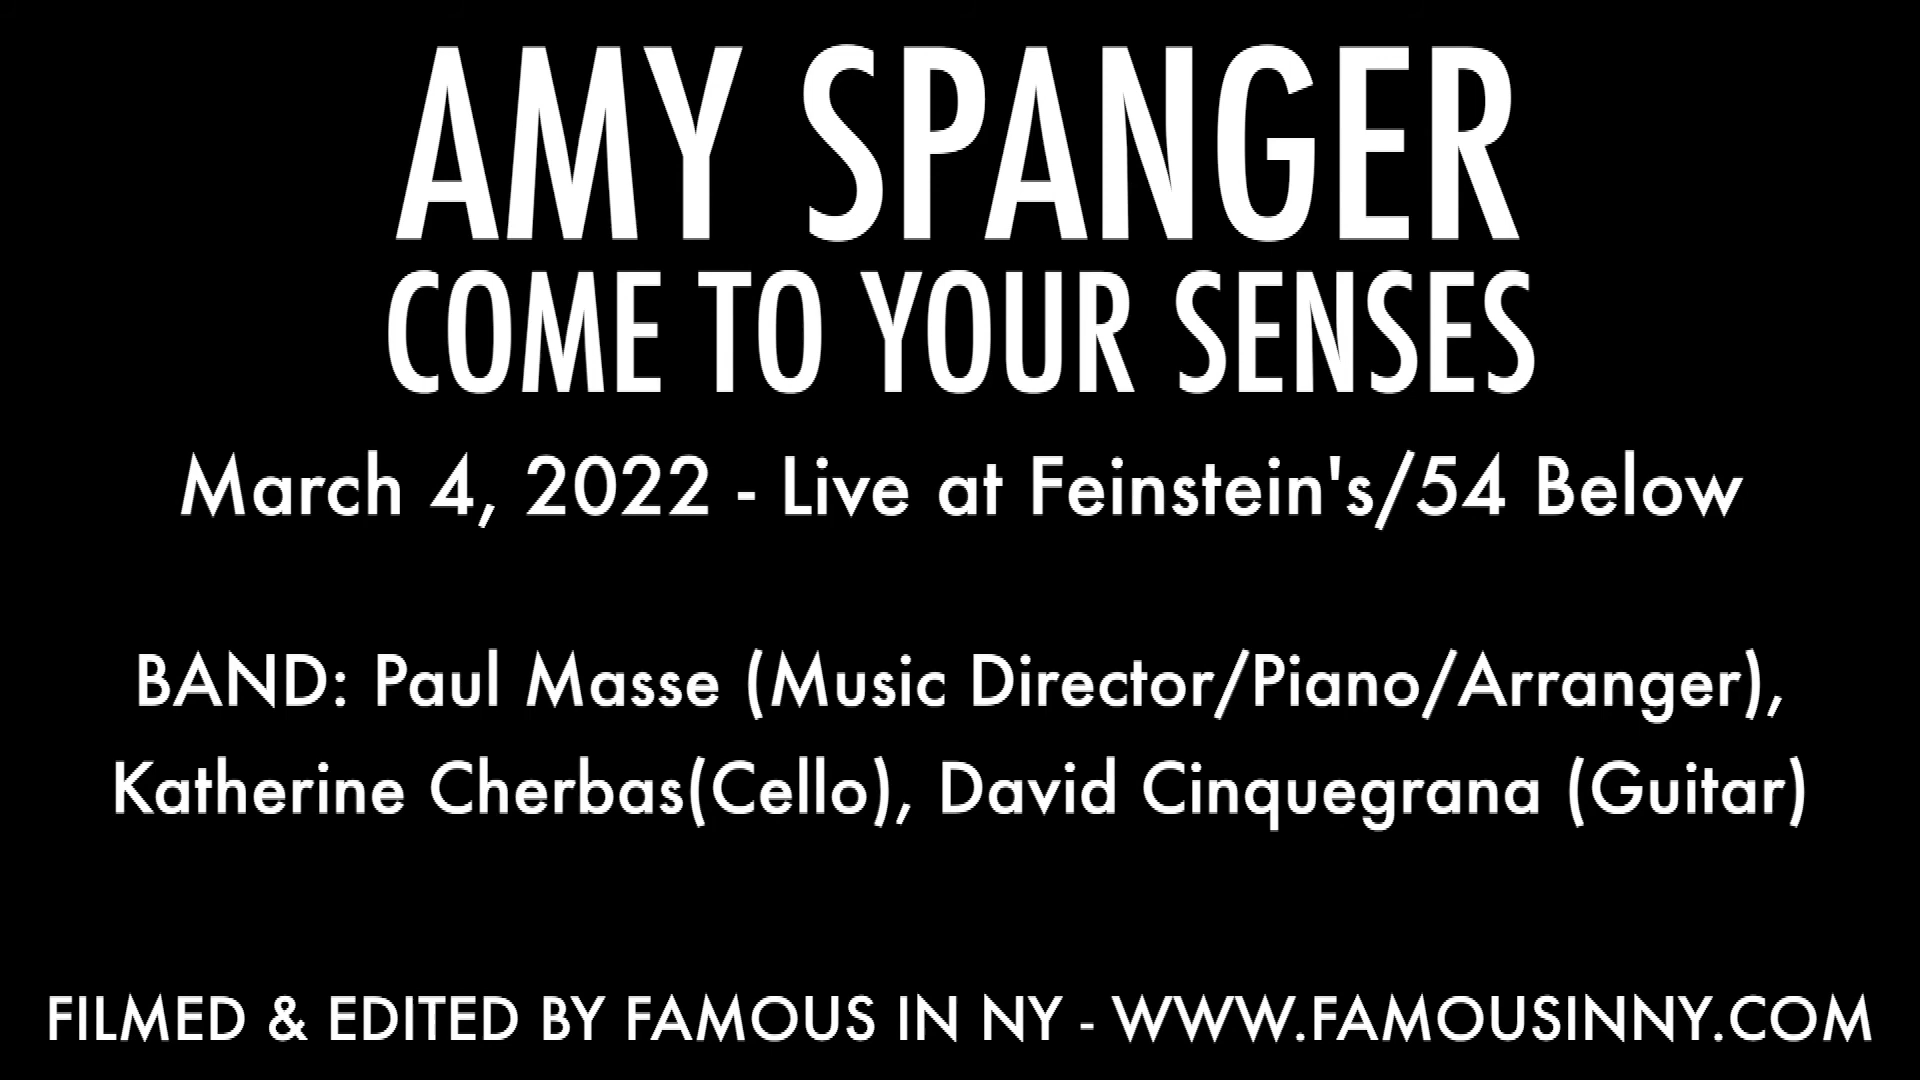 AMY SPANGER
COME TO YOUR SENSES
March 4, 2022 - Live at Feinstein's/54 Below
BAND: Paul Masse (Music Director/Piano/Arranger),
Katherine Cherbas(Cello), David Cinquegrana (Guitar)
FILMED & EDITED BY FAMOUS IN NY - WWW.FAMOUSINNY.COM